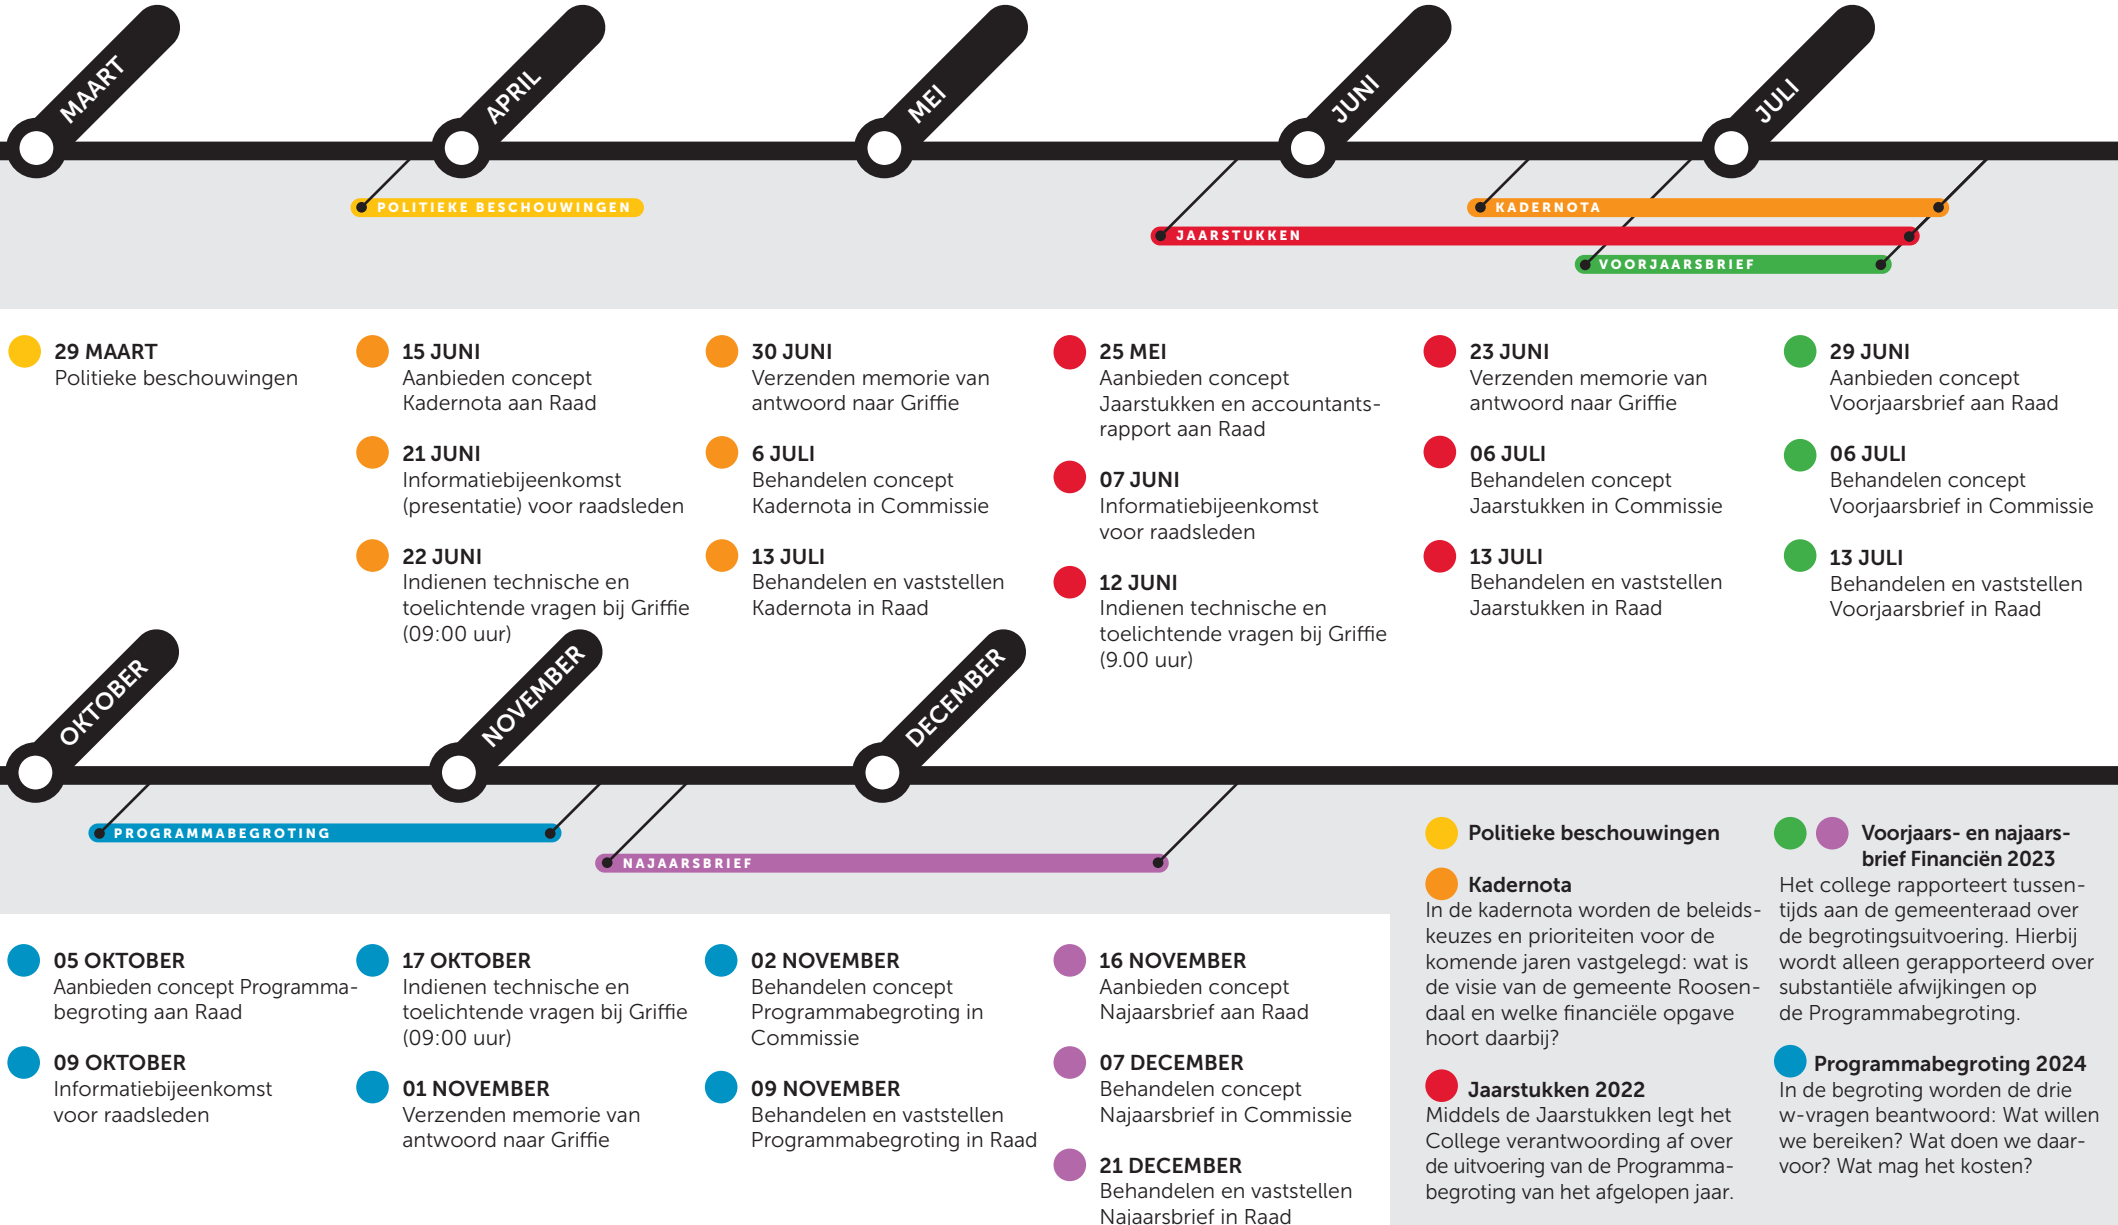 MAART
APRIL
MEI
JUNI
JULI
POLITIEKE BESCHOUWINGEN
KADERNOTA
JAARSTUKKEN
VOORJAARSBRIEF
29 MAART
Politieke beschouwingen
15 JUNI
Aanbieden concept
Kadernota aan Raad
21 JUNI
Informatiebijeenkomst
(presentatie) voor raadsleden
22 JUNI
Indienen technische en
toelichtende vragen bij Griffie
(09:00 uur)
30 JUNI
Verzenden memorie van
antwoord naar Griffie
6 JULI
Behandelen concept
Kadernota in Commissie
13 JULI
Behandelen en vaststellen
Kadernota in Raad
25 MEI
Aanbieden concept
Jaarstukken en accountants-
rapport aan Raad
07 JUNI
Informatiebijeenkomst
voor raadsleden
12 JUNI
Indienen technische en
toelichtende vragen bij Griffie
(9.00 uur)
23 JUNI
Verzenden memorie van
antwoord naar Griffie
06 JULI
Behandelen concept
Jaarstukken in Commissie
13 JULI
Behandelen en vaststellen
Jaarstukken in Raad
29 JUNI
Aanbieden concept
Voorjaarsbrief aan Raad
06 JULI
Behandelen concept
Voorjaarsbrief in Commissie
13 JULI
Behandelen en vaststellen
Voorjaarsbrief in Raad
OKTOBER
NOVEMBER
DECEMBER
PROGRAMMABEGROTING
NAJAARSBRIEF
05 OKTOBER
Aanbieden concept Programma-
begroting aan Raad
09 OKTOBER
Informatiebijeenkomst
voor raadsleden
17 OKTOBER
Indienen technische en
toelichtende vragen bij Griffie
(09:00 uur)
01 NOVEMBER
Verzenden memorie van
antwoord naar Griffie
02 NOVEMBER
Behandelen concept
Programmabegroting in
Commissie
09 NOVEMBER
Behandelen en vaststellen
Programmabegroting in Raad
16 NOVEMBER
Aanbieden concept
Najaarsbrief aan Raad
07 DECEMBER
Behandelen concept
Najaarsbrief in Commissie
21 DECEMBER
Behandelen en vaststellen
Najaarsbrief in Raad
Politieke beschouwingen
Kadernota
In de kadernota worden de beleids-
keuzes en prioriteiten voor de
komende jaren vastgelegd: wat is
de visie van de gemeente Roosen-
daal en welke financiële opgave
hoort daarbij?
Jaarstukken 2022
Middels de Jaarstukken legt het
College verantwoording af over
de uitvoering van de Programma-
begroting van het afgelopen jaar.
Voorjaars- en najaars-
brief Financiën 2023
Het college rapporteert tussen-
tijds aan de gemeenteraad over
de begrotingsuitvoering. Hierbij
wordt alleen gerapporteerd over
substantiële afwijkingen op
de Programmabegroting.
Programmabegroting 2024
In de begroting worden de drie
w-vragen beantwoord: Wat willen
we bereiken? Wat doen we daar-
voor? Wat mag het kosten?